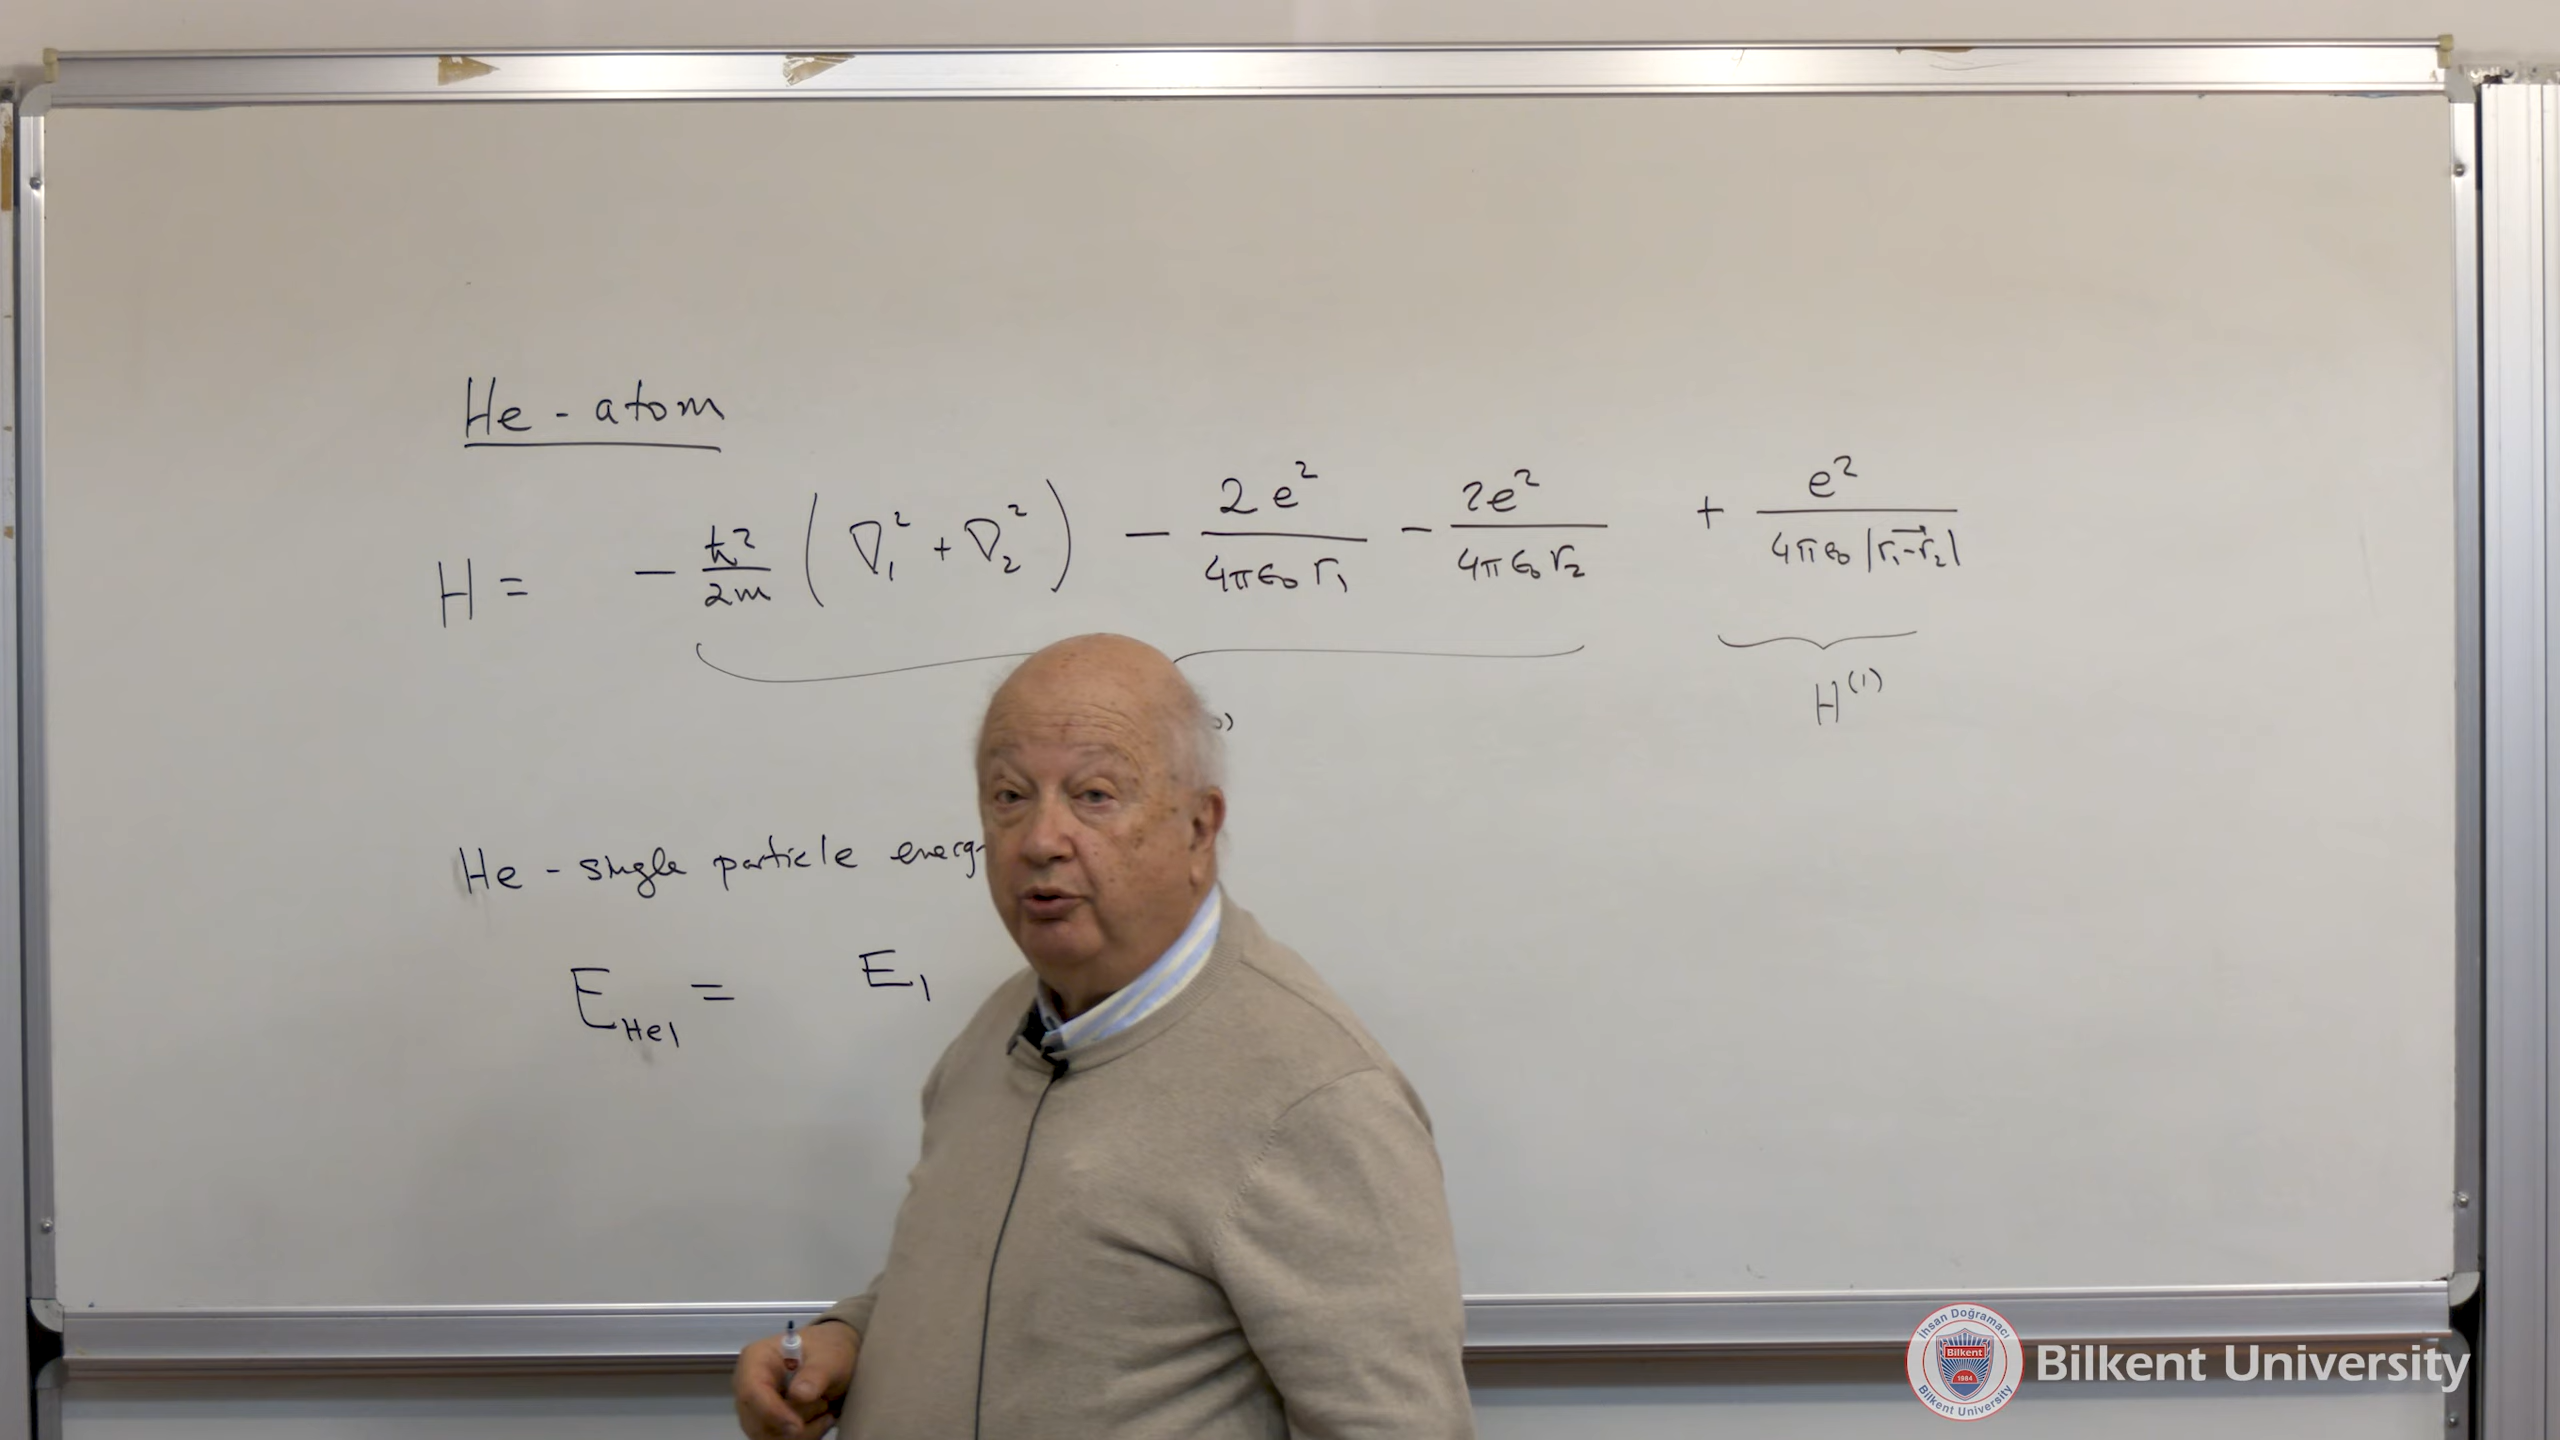 He - atom
H = - ħ²/2m ( ∇₁² + ∇₂² ) - 2e²/4πε₀r₁ - 2e²/4πε₀r₂ + e²/4πε₀|r₁-r₂|
H⁽¹⁾
He - single particle energ
E_He1 = E₁
İhsan Doğramacı
Bilkent
1984
Bilkent University
Bilkent University